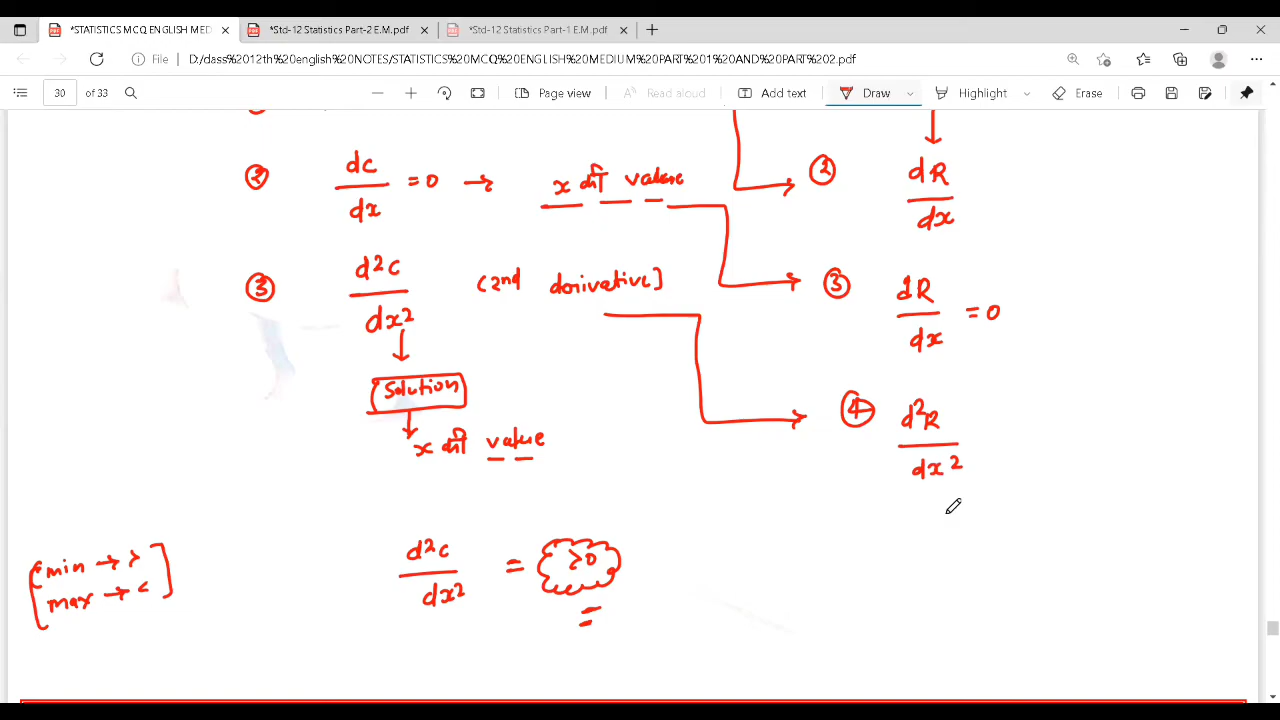 *STATISTICS MCQ ENGLISH MED
*Std-12 Statistics Part-2 E.M.pdf
*Std-12 Statistics Part-1 E.M.pdf
File
D:/dass%2012th%20english%20NOTES/STATISTICS%20MCQ%20ENGLISH%20MEDIUM%20PART%201%20AND%20PART%202.pdf
30 of 33
Page view
Read aloud
Add text
Draw
Highlight
Erase
② dc/dx = 0 → x value
③ d²c/dx² (2nd derivative]
↓
Solution
↓
x value
d²c/dx² = >0
min → >
max → <
② dR/dx
③ dR/dx = 0
④ d²R/dx²